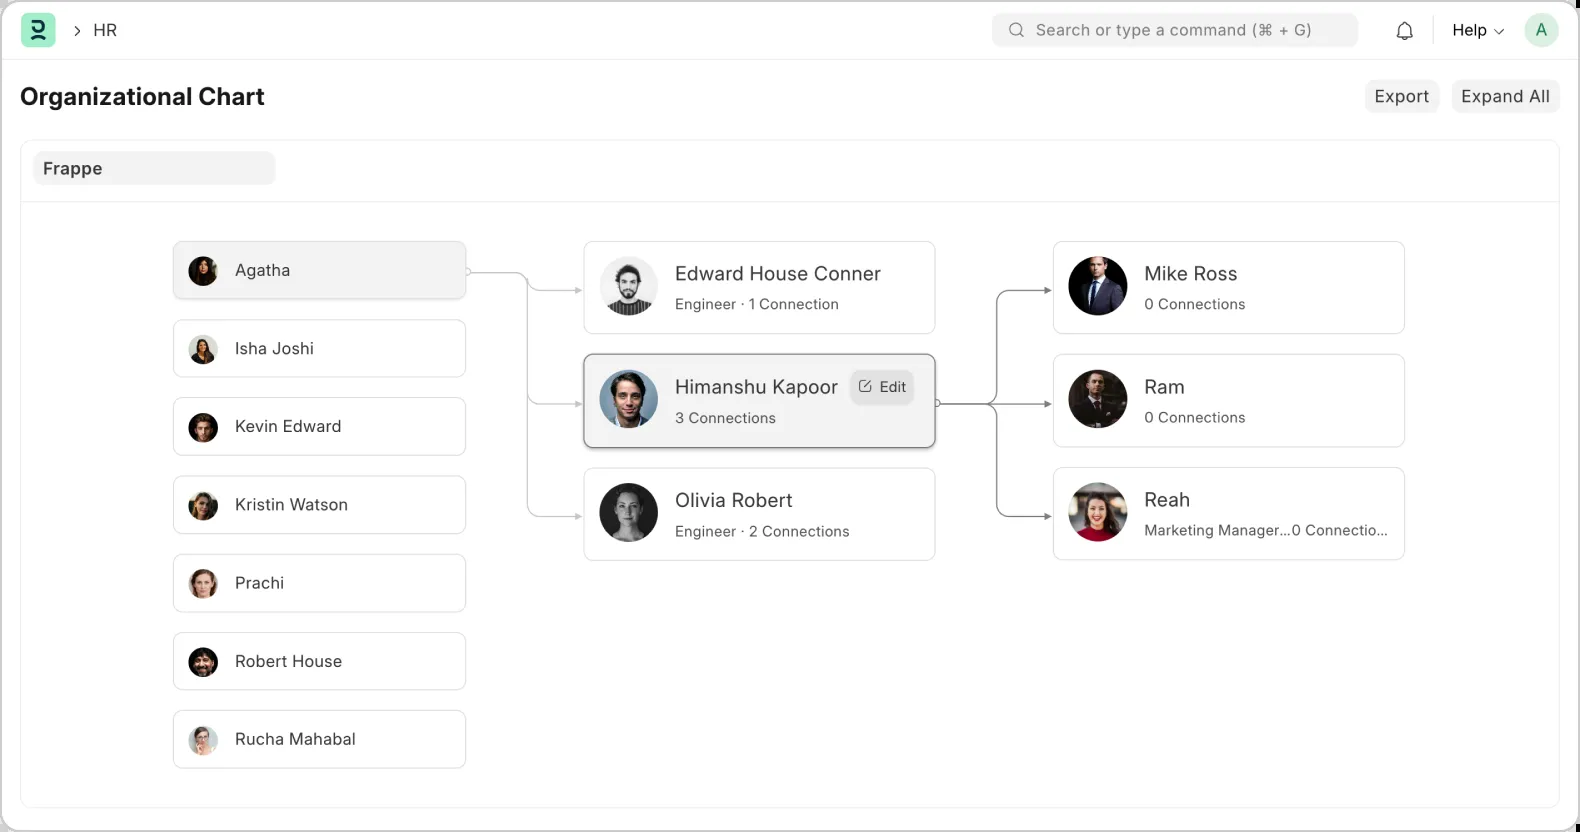 HR
Search or type a command (⌘ + G)
Help
A
Organizational Chart
Export
Expand All
Frappe
Agatha
Isha Joshi
Kevin Edward
Kristin Watson
Prachi
Robert House
Rucha Mahabal
Edward House Conner
Engineer · 1 Connection
Himanshu Kapoor
Edit
3 Connections
Olivia Robert
Engineer · 2 Connections
Mike Ross
0 Connections
Ram
0 Connections
Reah
Marketing Manager...0 Connectio...